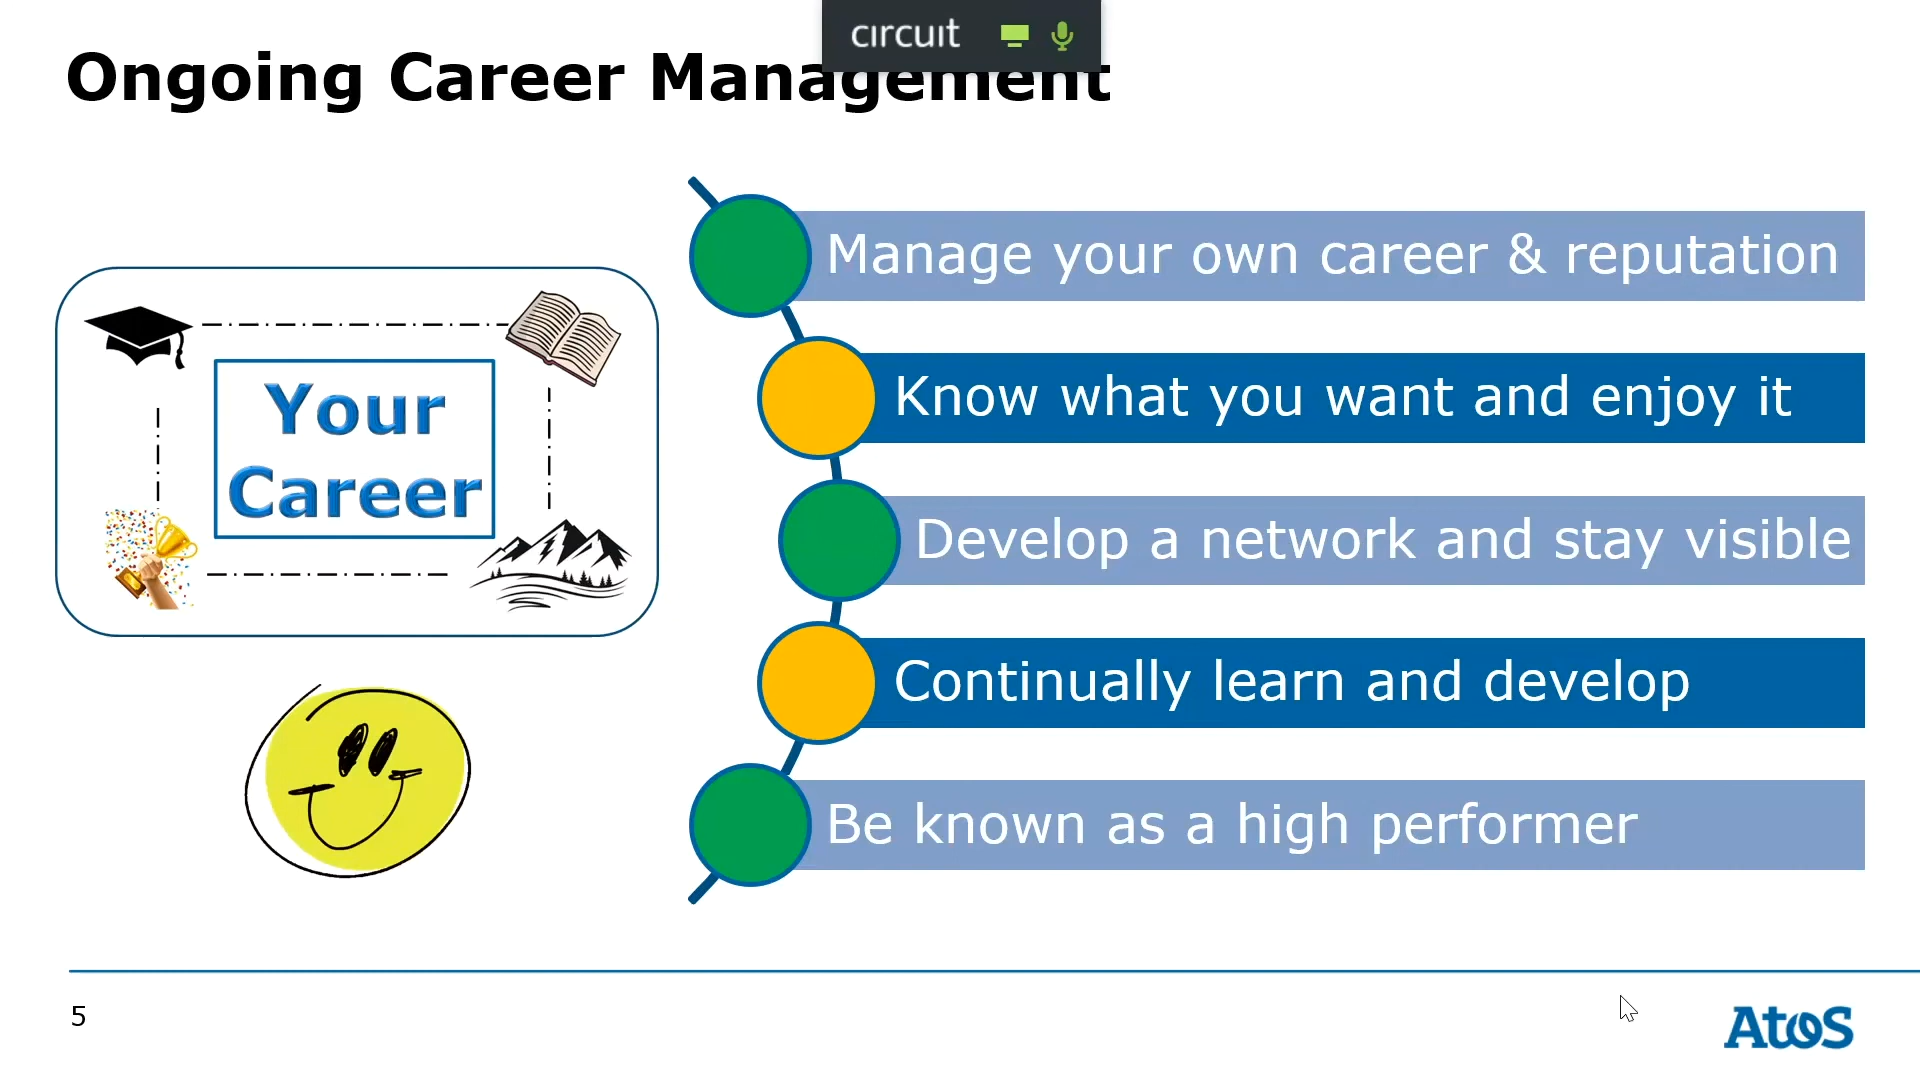 circuit
Ongoing Career Management
Your
Career
Manage your own career & reputation
Know what you want and enjoy it
Develop a network and stay visible
Continually learn and develop
Be known as a high performer
5
Atos